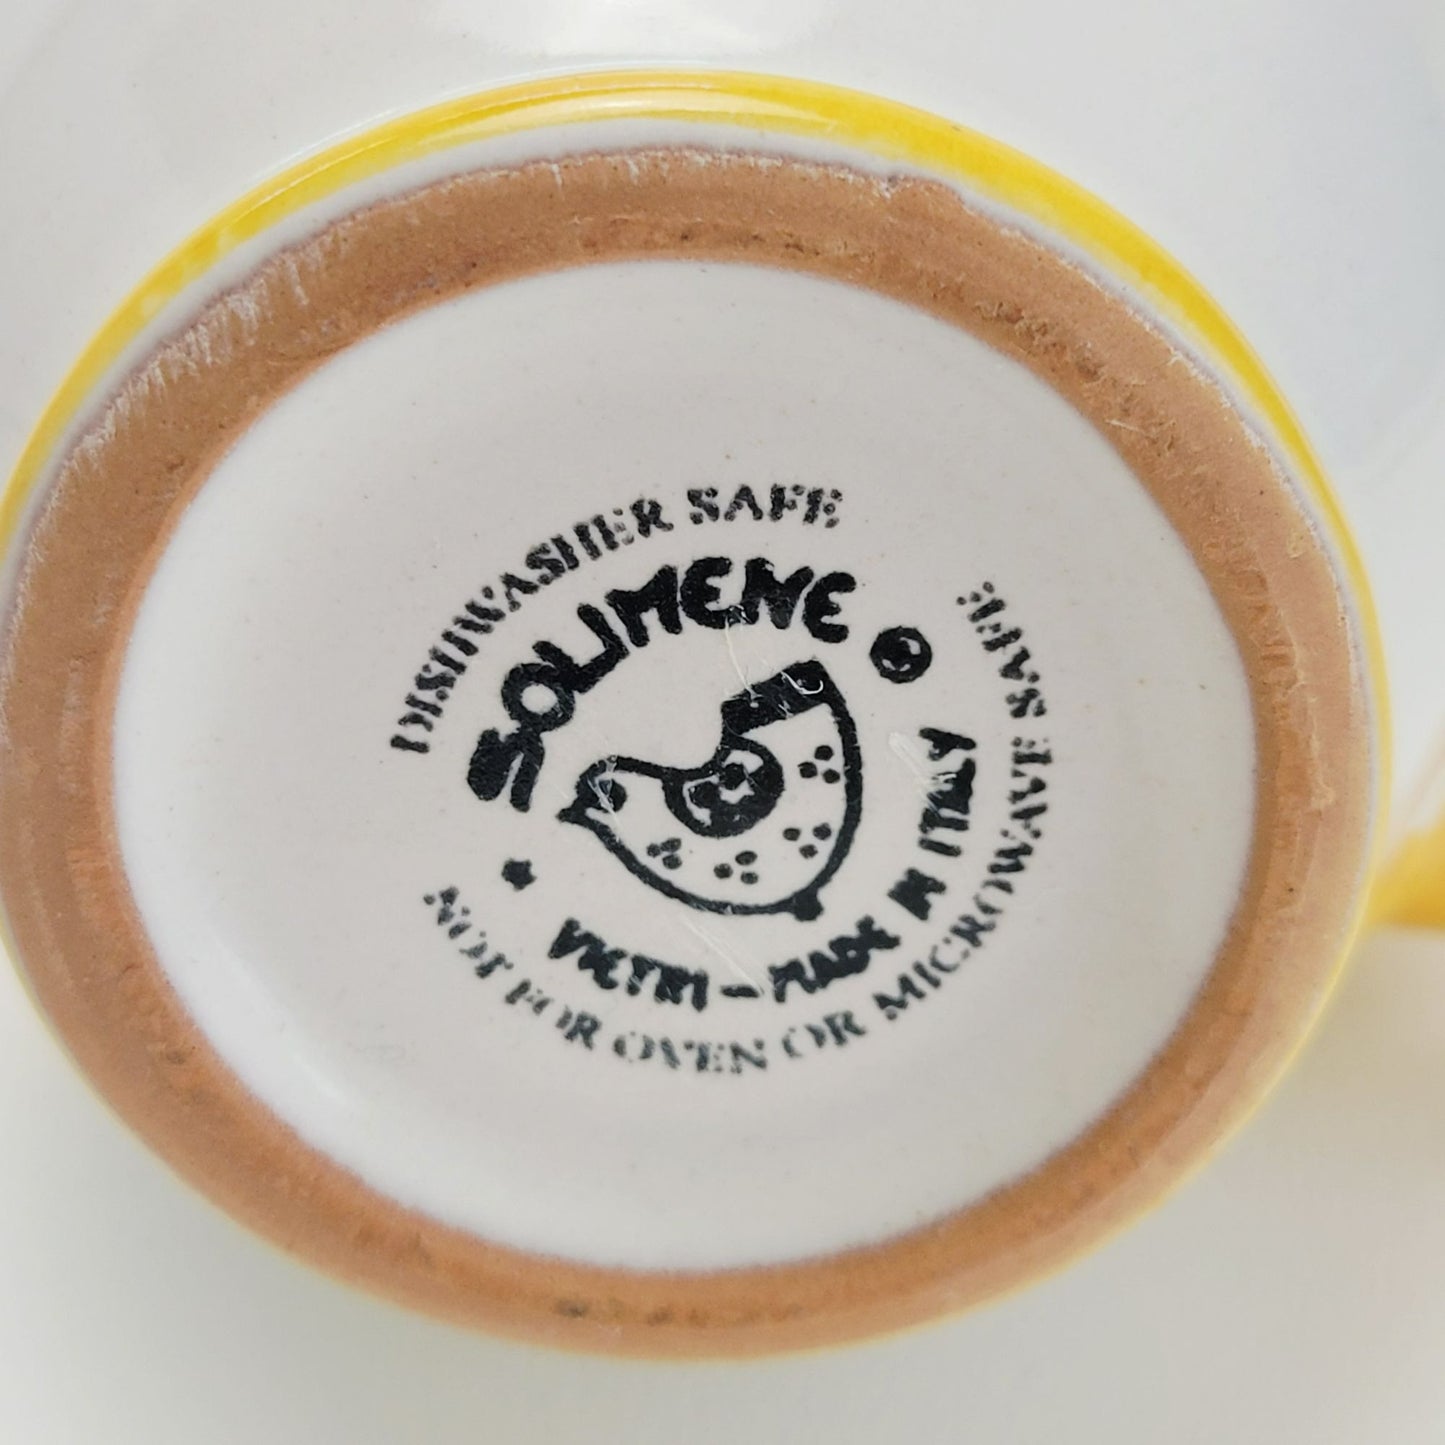 DISHWASHER SAFE
SOLIMENE
VIETRI - MADE IN ITALY
NOT FOR OVEN OR MICROWAVE SAFE